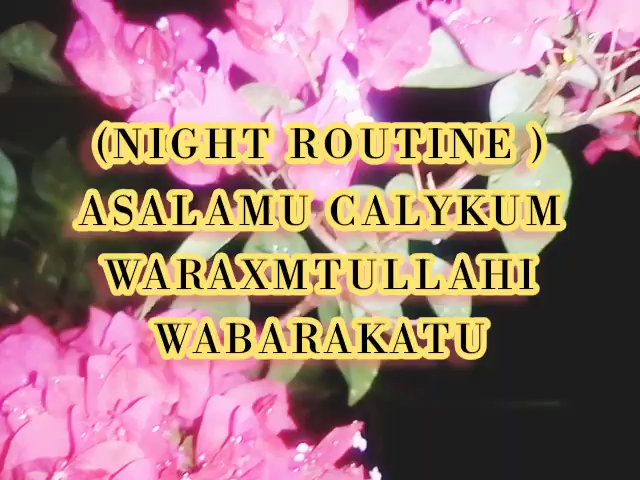 (NIGHT ROUTINE )
ASALAMU CALYKUM
WARAXMTULLAHI
WABARAKATU